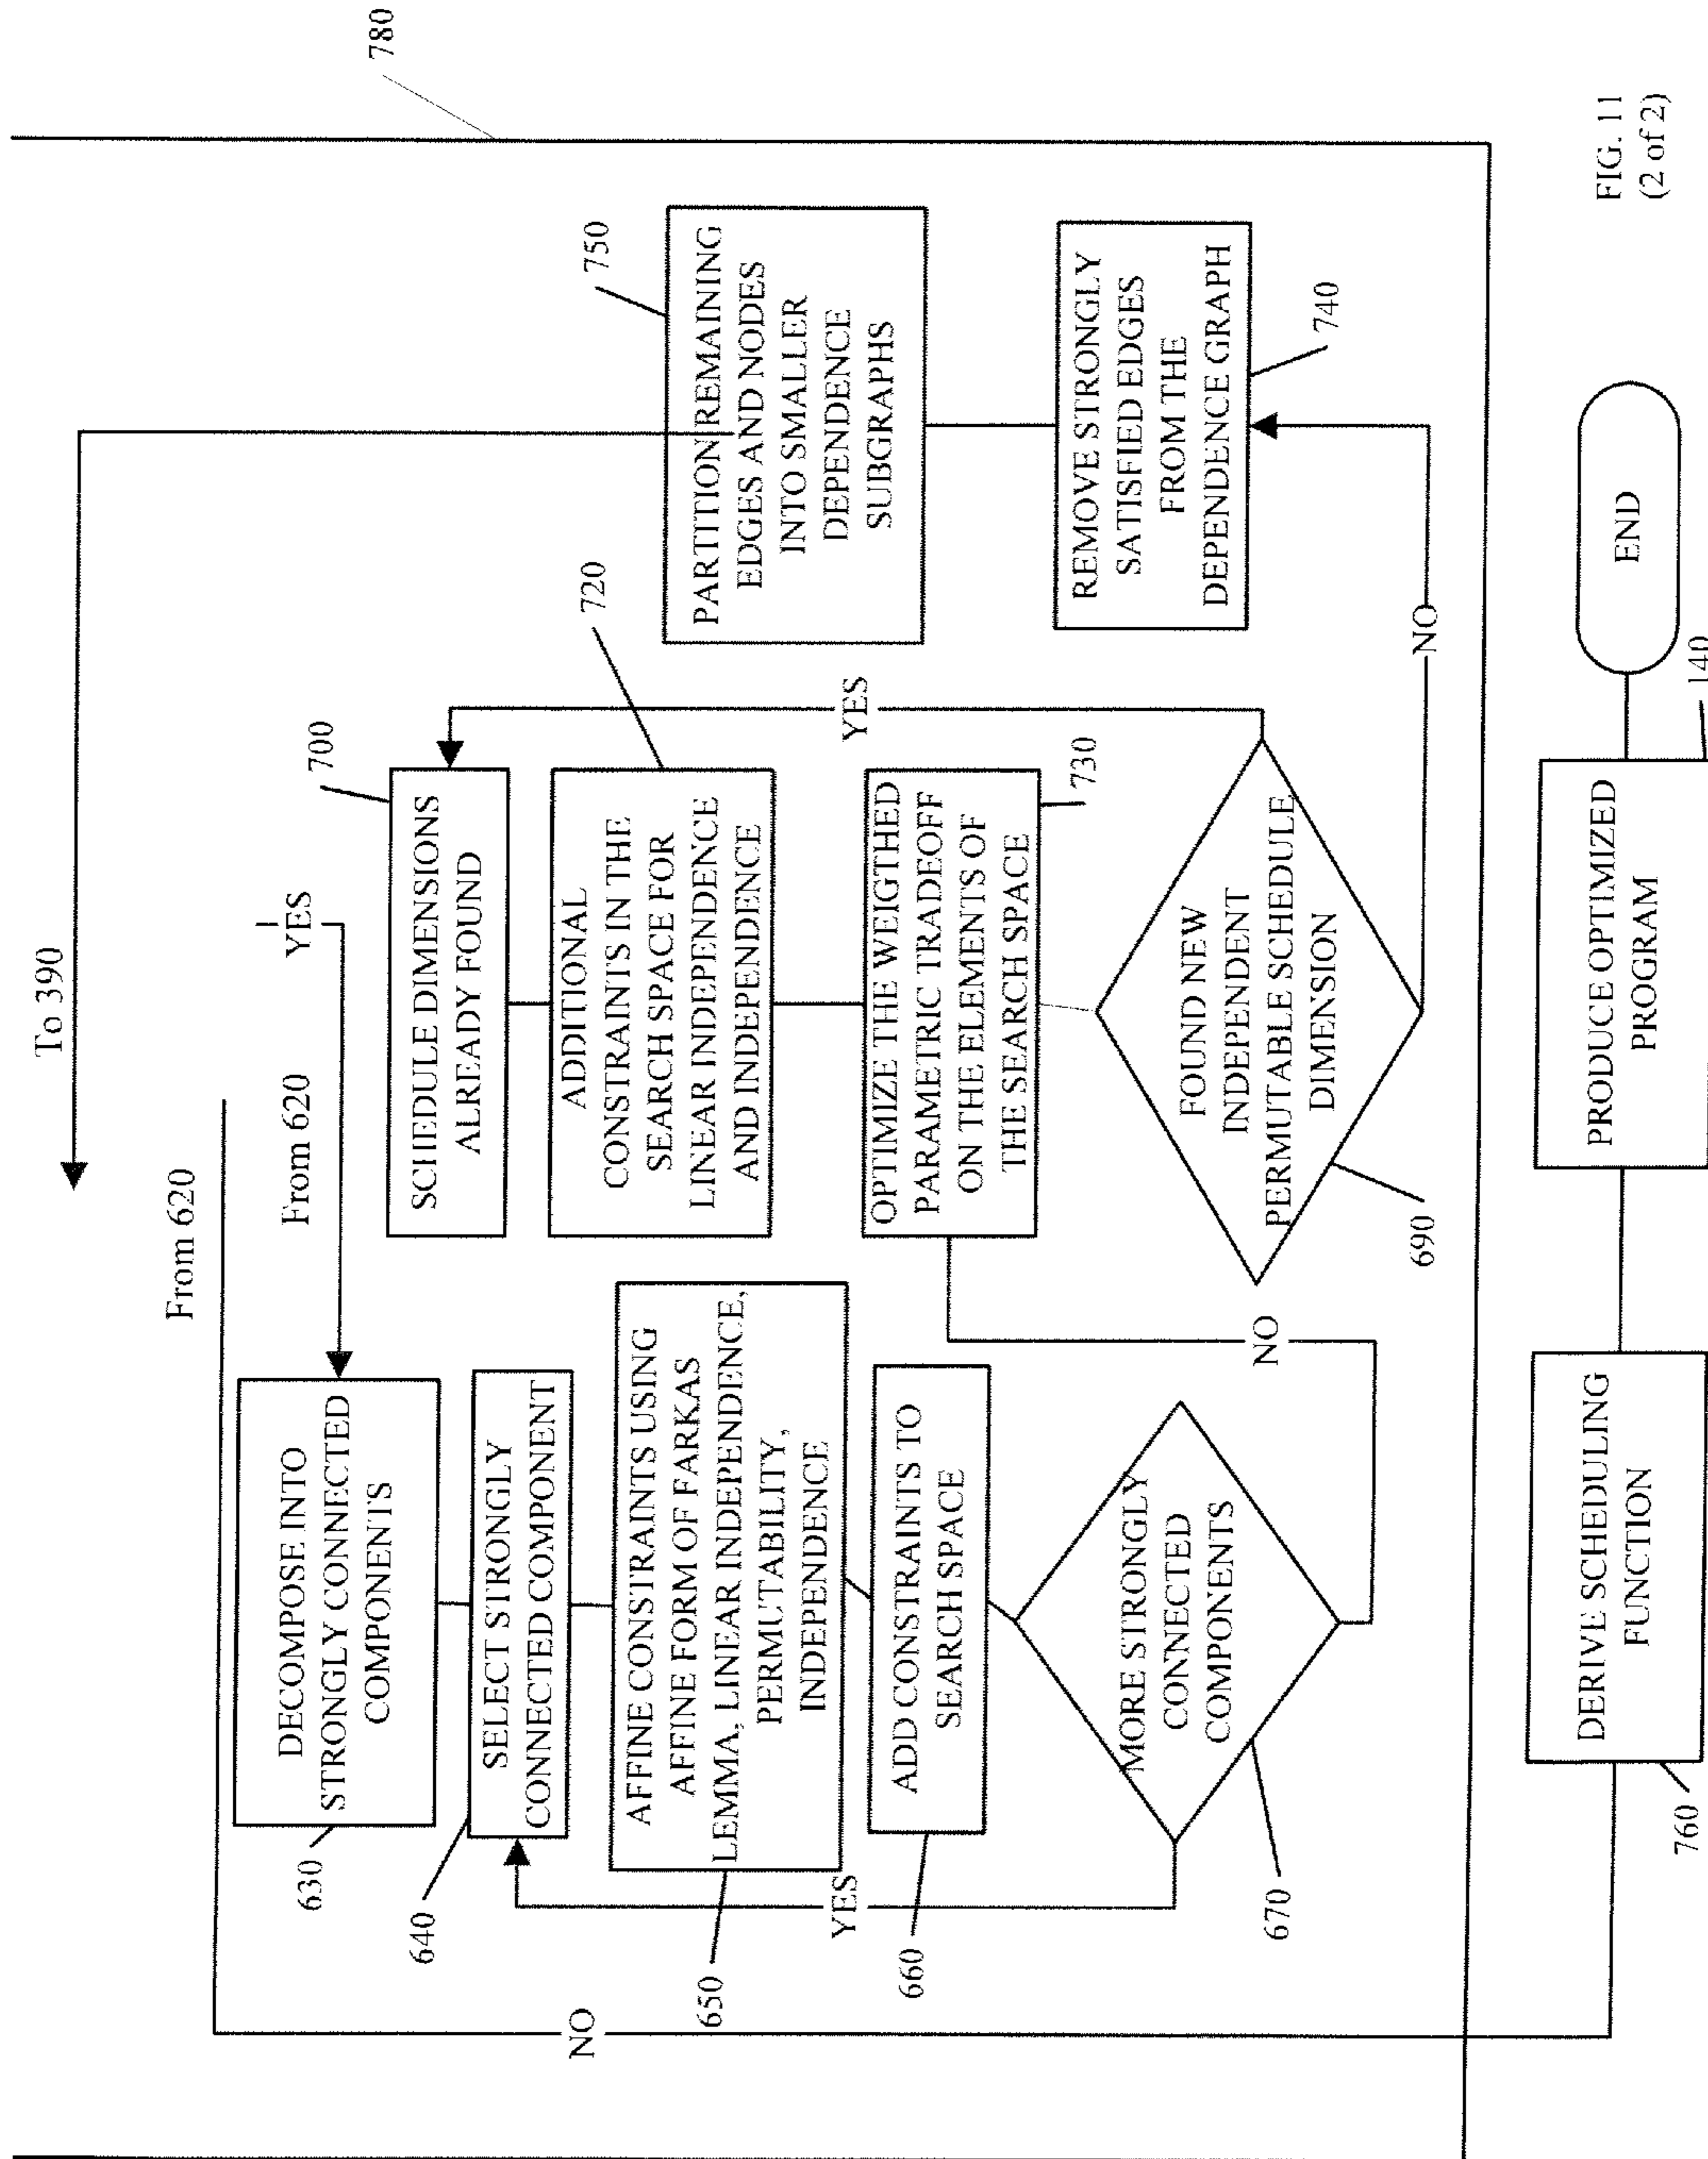 To 390
From 620
From 620
YES
780
630
DECOMPOSE INTO
STRONGLY CONNECTED
COMPONENTS
640
SELECT STRONGLY
CONNECTED COMPONENT
650
AFFINE CONSTRAINTS USING
AFFINE FORM OF FARKAS
LEMMA, LINEAR INDEPENDENCE,
PERMUTABILITY,
INDEPENDENCE
YES
660
ADD CONSTRAINTS TO
SEARCH SPACE
670
MORE STRONGLY
CONNECTED
COMPONENTS
NO
NO
700
SCHEDULE DIMENSIONS
ALREADY FOUND
720
ADDITIONAL
CONSTRAINTS IN THE
SEARCH SPACE FOR
LINEAR INDEPENDENCE
AND INDEPENDENCE
YES
730
OPTIMIZE THE WEIGTHED
PARAMETRIC TRADEOFF
ON THE ELEMENTS OF
THE SEARCH SPACE
690
FOUND NEW
INDEPENDENT
PERMUTABLE SCHEDULE
DIMENSION
NO
750
PARTITION REMAINING
EDGES AND NODES
INTO SMALLER
DEPENDENCE
SUBGRAPHS
740
REMOVE STRONGLY
SATISFIED EDGES
FROM THE
DEPENDENCE GRAPH
760
DERIVE SCHEDULING
FUNCTION
PRODUCE OPTIMIZED
PROGRAM
140
END
FIG. 11
(2 of 2)